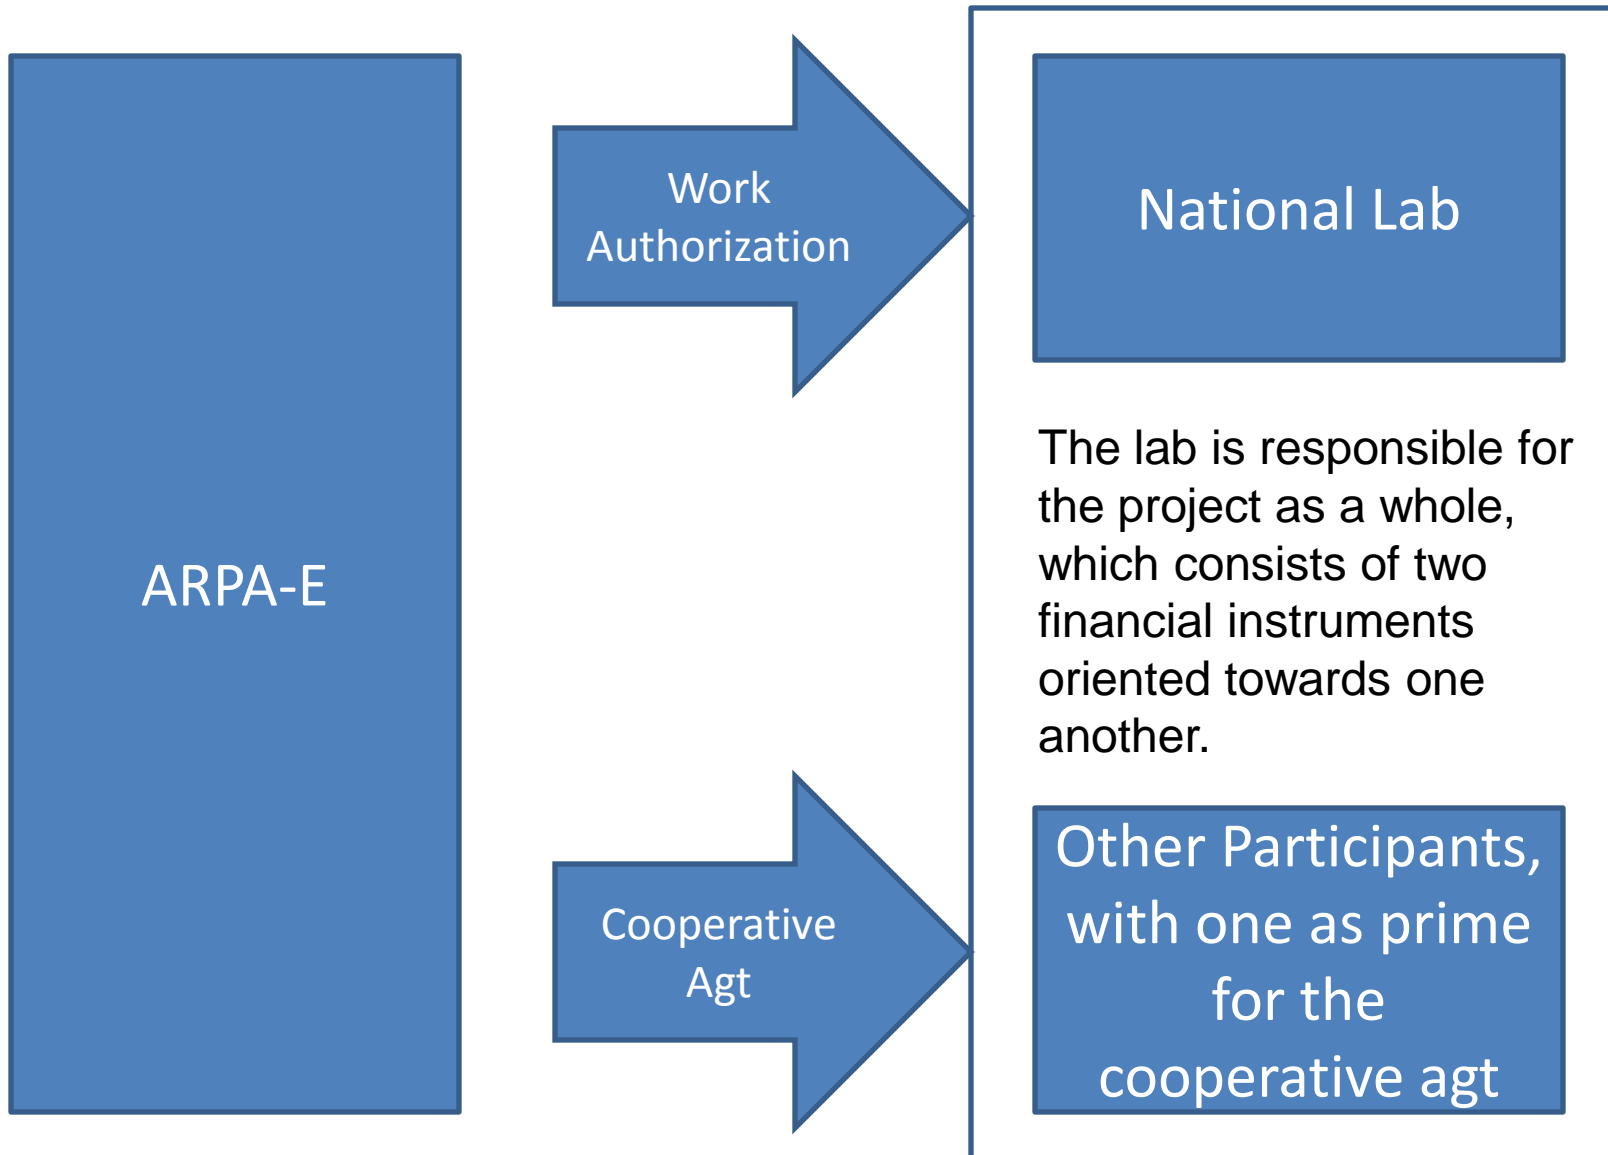 ARPA-E
Work
Authorization
National Lab
The lab is responsible for
the project as a whole,
which consists of two
financial instruments
oriented towards one
another.
Cooperative
Agt
Other Participants,
with one as prime
for the
cooperative agt